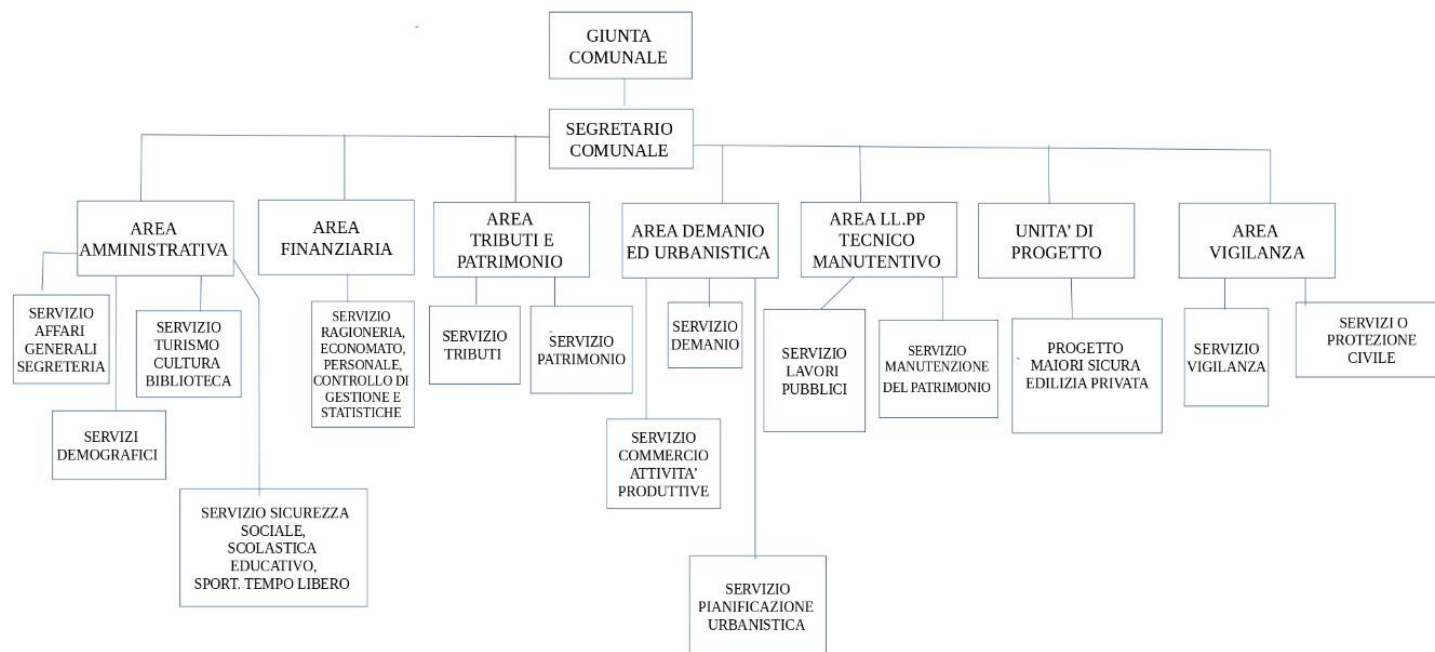 GIUNTA
COMUNALE
SEGRETARIO
COMUNALE
AREA
AMMINISTRATIVA
AREA
FINANZIARIA
AREA
TRIBUTI E
PATRIMONIO
AREA DEMANIO
ED URBANISTICA
AREA LL.PP
TECNICO
MANUTENTIVO
UNITA’ DI
PROGETTO
AREA
VIGILANZA
SERVIZIO
AFFARI
GENERALI
SEGRETERIA
SERVIZIO
TURISMO
CULTURA
BIBLIOTECA
SERVIZIO
RAGIONERIA,
ECONOMATO,
PERSONALE,
CONTROLLO DI
GESTIONE E
STATISTICHE
SERVIZIO
TRIBUTI
SERVIZIO
PATRIMONIO
SERVIZIO
DEMANIO
SERVIZIO
LAVORI
PUBBLICI
SERVIZIO
MANUTENZIONE
DEL PATRIMONIO
PROGETTO
MAIORI SICURA
EDILIZIA PRIVATA
SERVIZIO
VIGILANZA
SERVIZI O
PROTEZIONE
CIVILE
SERVIZI
DEMOGRAFICI
SERVIZIO
COMMERCIO
ATTIVITA’
PRODUTTIVE
SERVIZIO SICUREZZA
SOCIALE,
SCOLASTICA
EDUCATIVO,
SPORT. TEMPO LIBERO
SERVIZIO
PIANIFICAZIONE
URBANISTICA